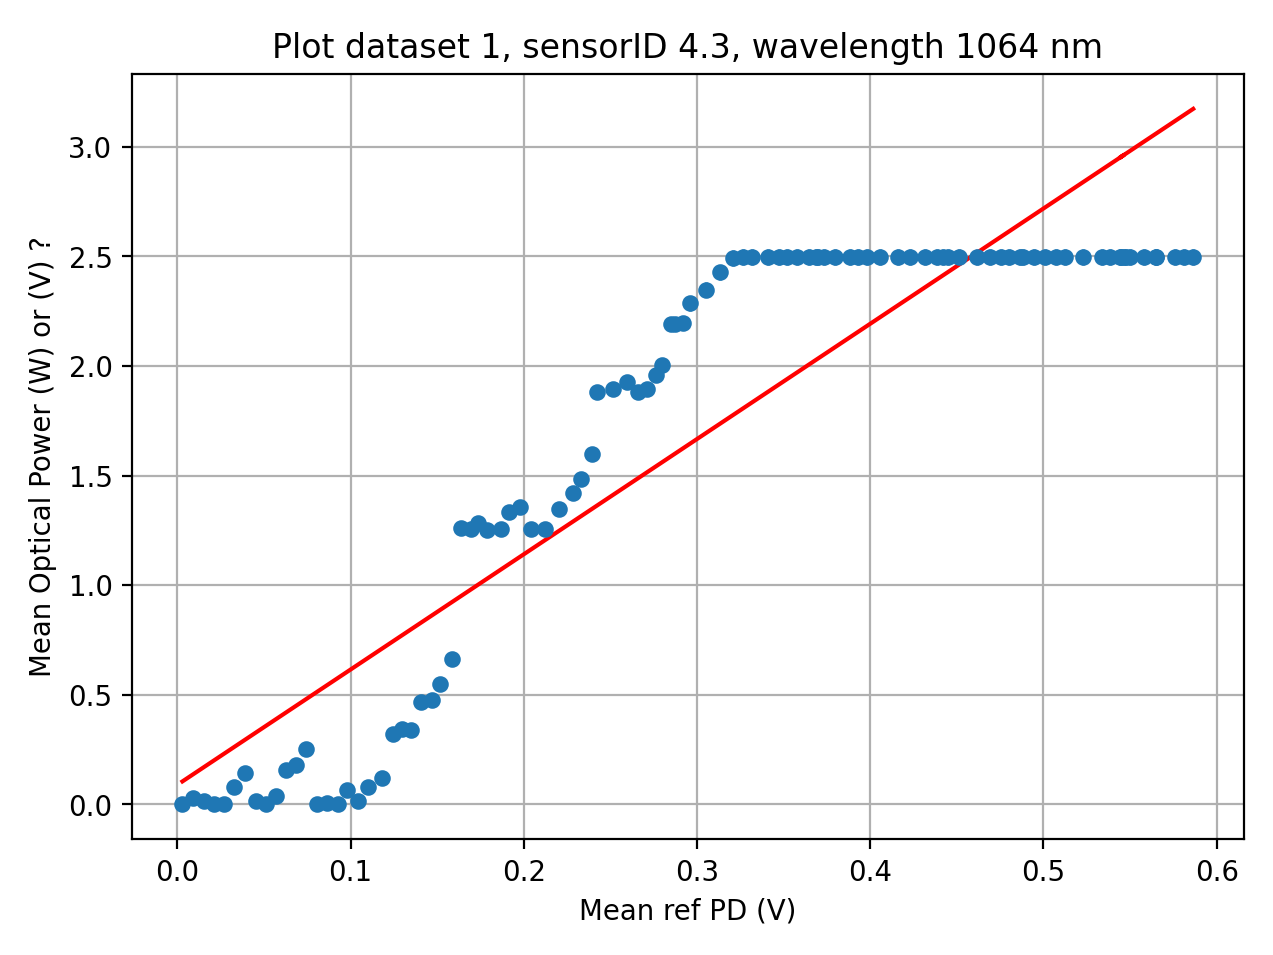 Plot dataset 1, sensorID 4.3, wavelength 1064 nm
Mean Optical Power (W) or (V) ?
3.0
2.5
2.0
1.5
1.0
0.5
0.0
0.0 0.1 0.2 0.3 0.4 0.5 0.6
Mean ref PD (V)